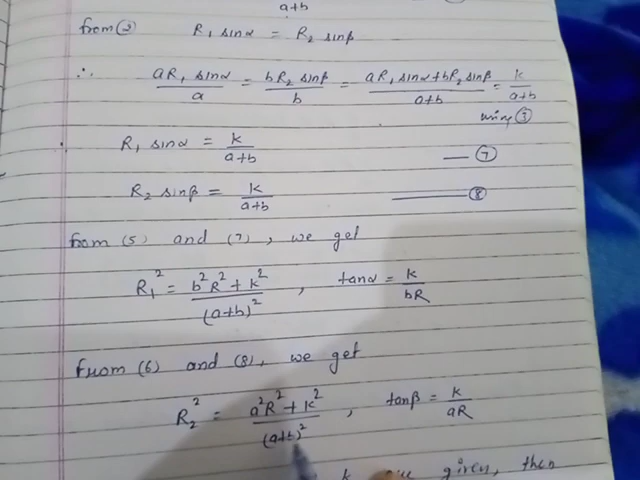 a+b
from (2) R₁ sinα = R₂ sinβ
∴ aR₁ sinα/a = bR₂ sinβ/b = aR₁ sinα+bR₂ sinβ/a+b = k/a+b
using (3)
∴ R₁ sinα = k/a+b — (7)
R₂ sinβ = k/a+b — (8)
from (5) and (7), we get
R₁² = b²R²+k²/(a+b)², tanα = k/bR
From (6) and (8), we get
R₂² = a²R²+k²/(a+b)², tanβ = k/aR
k are given, then